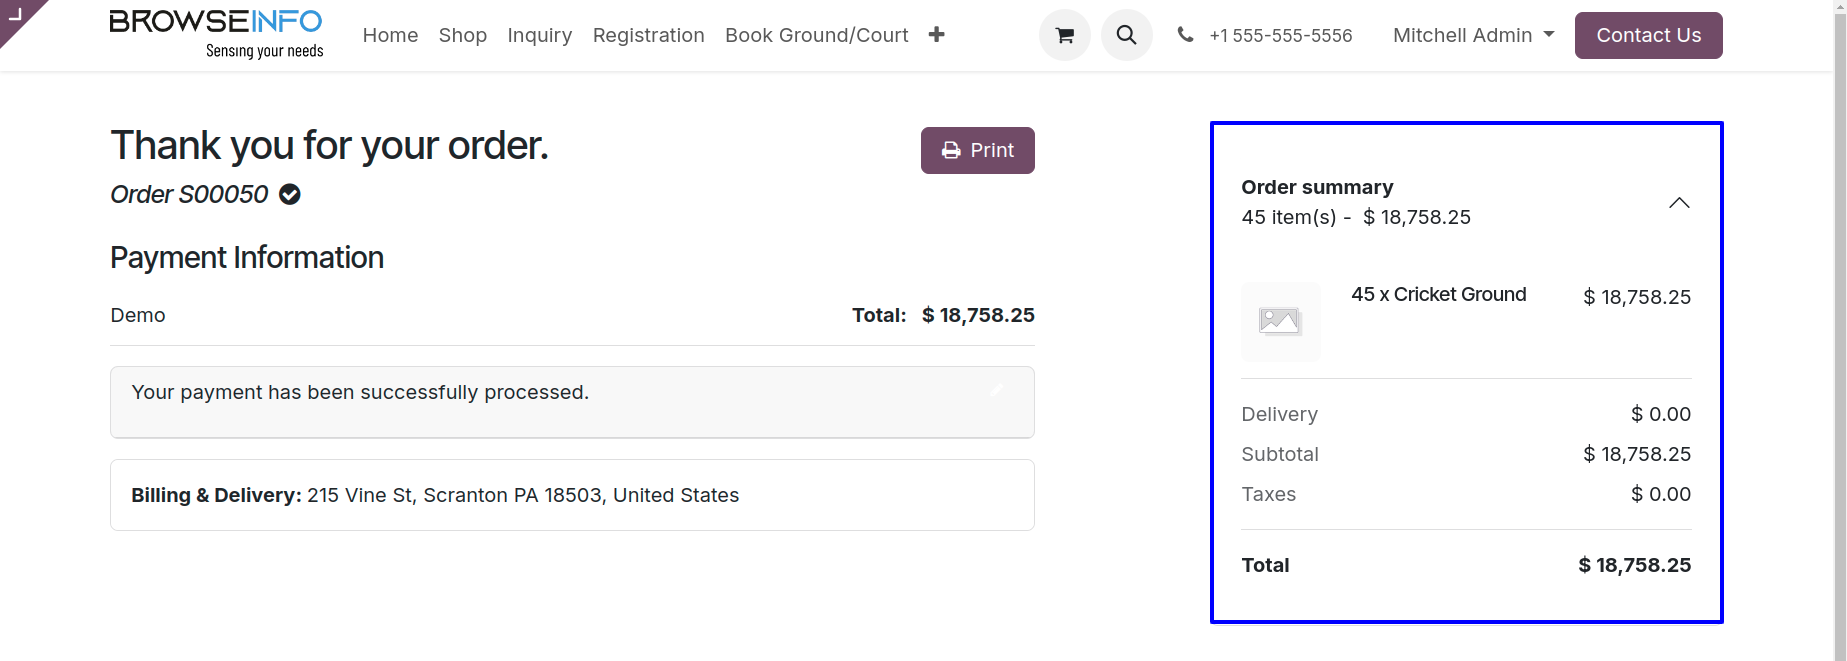 BROWSEINFO
Sensing your needs
Home Shop Inquiry Registration Book Ground/Court
+1 555-555-5556
Mitchell Admin
Contact Us
Thank you for your order.
Print
Order S00050
Payment Information
Demo
Total: $ 18,758.25
Your payment has been successfully processed.
Billing & Delivery: 215 Vine St, Scranton PA 18503, United States
Order summary
45 item(s) - $ 18,758.25
45 x Cricket Ground $ 18,758.25
Delivery $ 0.00
Subtotal $ 18,758.25
Taxes $ 0.00
Total $ 18,758.25